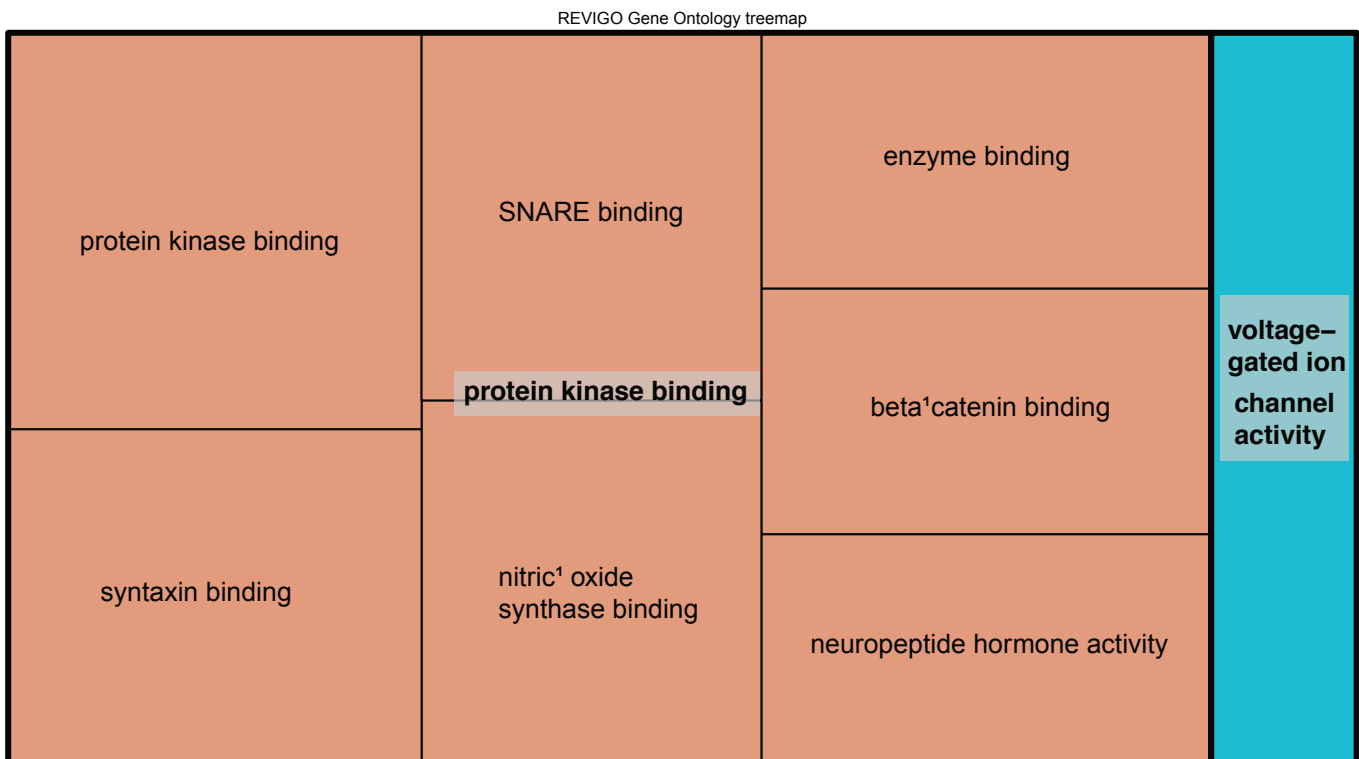 REVIGO Gene Ontology treemap
protein kinase binding
syntaxin binding
SNARE binding
protein kinase binding
nitric¹ oxide
synthase binding
enzyme binding
beta¹catenin binding
neuropeptide hormone activity
voltage−
gated ion
channel
activity